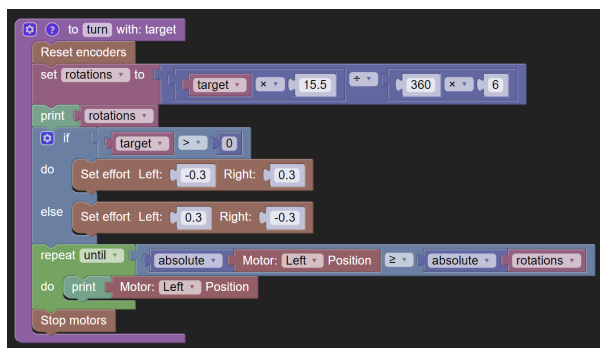 ? to turn with: target
Reset encoders
set rotations to target × 15.5 ÷ 360 × 6
print rotations
if target > 0
do Set effort Left: -0.3 Right: 0.3
else Set effort Left: 0.3 Right: -0.3
repeat until absolute Motor: Left Position ≥ absolute rotations
do print Motor: Left Position
Stop motors